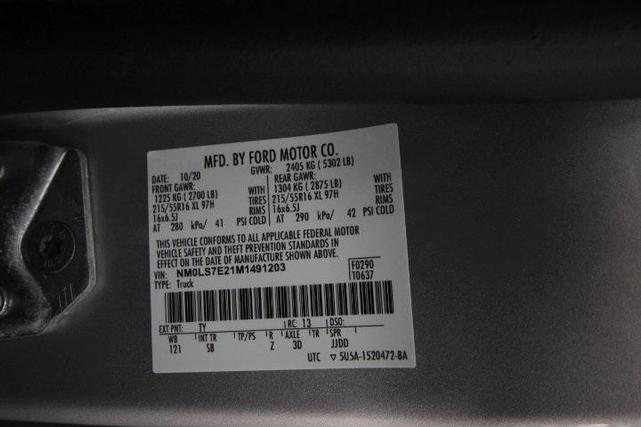 MFD. BY FORD MOTOR CO.
DATE: 10/20 GVWR: 2405 KG ( 5302 LB)
FRONT GAWR: REAR GAWR:
1225 KG ( 2700 LB) WITH 1304 KG ( 2875 LB) WITH
215/55R16 XL 97H TIRES 215/55R16 XL 97H TIRES
16x6.5J RIMS 16x6.5J RIMS
AT 280 kPa/ 41 PSI COLD AT 290 kPa/ 42 PSI COLD
THIS VEHICLE CONFORMS TO ALL APPLICABLE FEDERAL MOTOR
VEHICLE SAFETY AND THEFT PREVENTION STANDARDS IN
EFFECT ON THE DATE OF MANUFACTURE SHOWN ABOVE.
VIN: NM0LS7E21M1491203 F0290
TYPE: Truck T0637
EXT PNT: TY RC: 13 DSO:
WB INT TR TP/PS R AXLE TR SPR
121 SB Z 3D JJDD
UTC ▽ 5U5A-1520472-BA